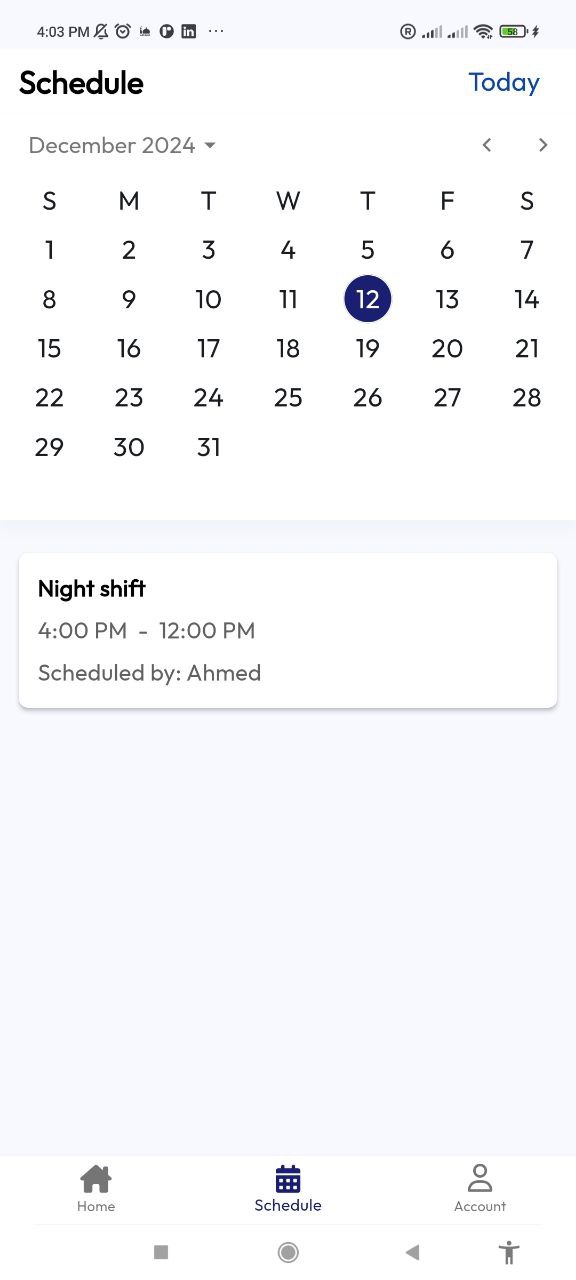 4:03 PM ... 58
Schedule Today
December 2024
S M T W T F S
1 2 3 4 5 6 7
8 9 10 11 12 13 14
15 16 17 18 19 20 21
22 23 24 25 26 27 28
29 30 31
Night shift
4:00 PM - 12:00 PM
Scheduled by: Ahmed
Home Schedule Account